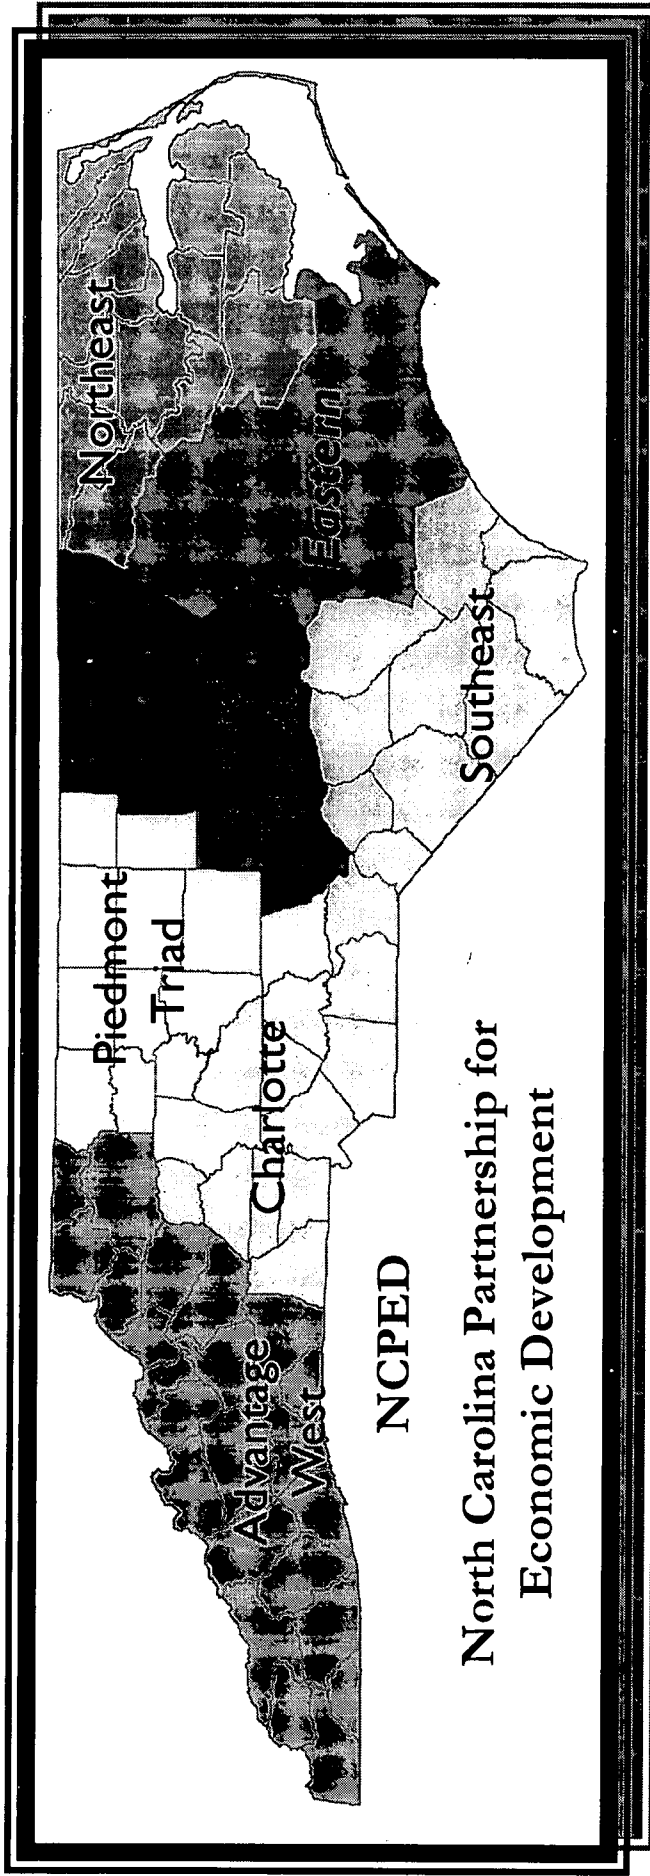 Northeast
Eastern
Southeast
Piedmont
Triad
Charlotte
Advantage
West
NCPED
North Carolina Partnership for
Economic Development